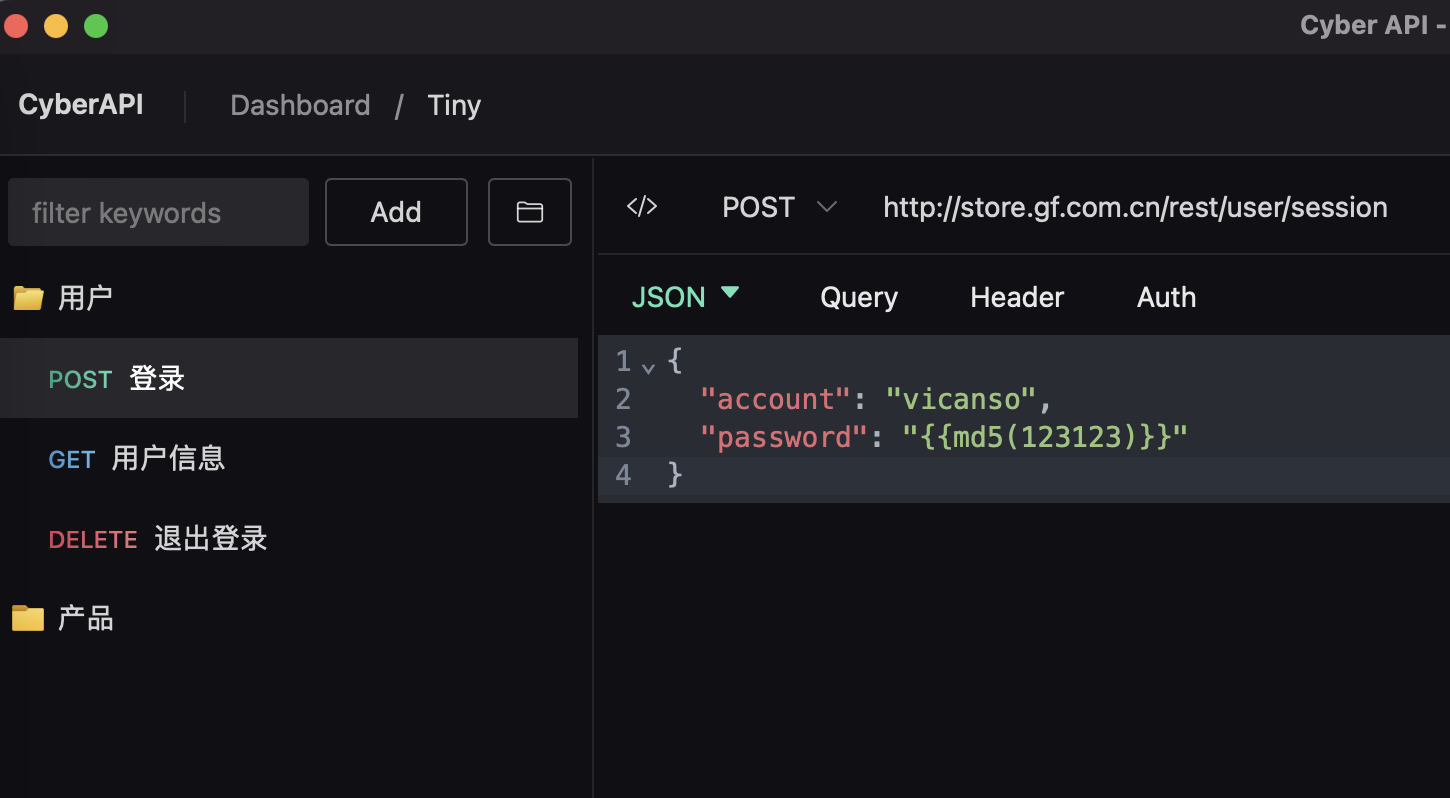 Cyber API -
CyberAPI Dashboard / Tiny
filter keywords Add
用户
POST 登录
GET 用户信息
DELETE 退出登录
产品
</> POST http://store.gf.com.cn/rest/user/session
JSON Query Header Auth
1 {
2 "account": "vicanso",
3 "password": "{{md5(123123)}}"
4 }